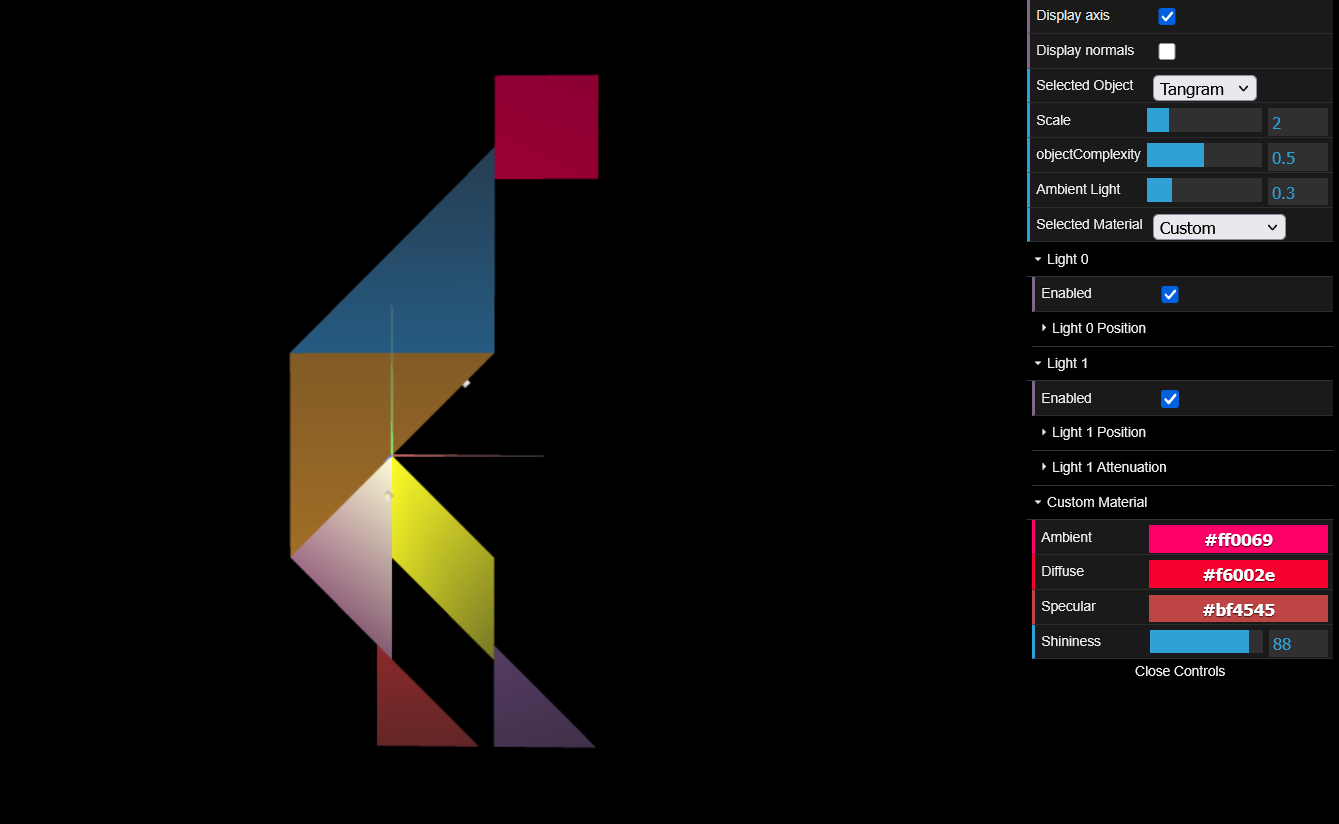 Display axis
Display normals
Selected Object Tangram
Scale 2
objectComplexity 0.5
Ambient Light 0.3
Selected Material Custom
Light 0
Enabled
Light 0 Position
Light 1
Enabled
Light 1 Position
Light 1 Attenuation
Custom Material
Ambient #ff0069
Diffuse #f6002e
Specular #bf4545
Shininess 88
Close Controls